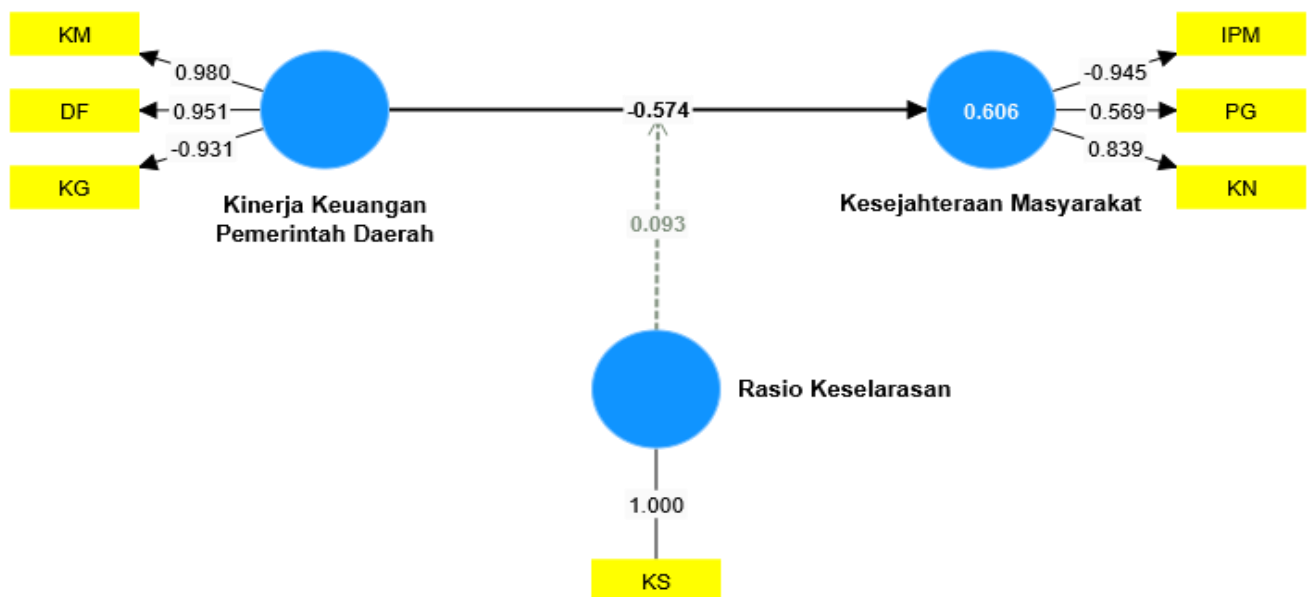 KM
0.980
DF
0.951
KG
-0.931
Kinerja Keuangan
Pemerintah Daerah
-0.574
0.606
Kesejahteraan Masyarakat
IPM
-0.945
PG
0.569
KN
0.839
0.093
Rasio Keselarasan
1.000
KS